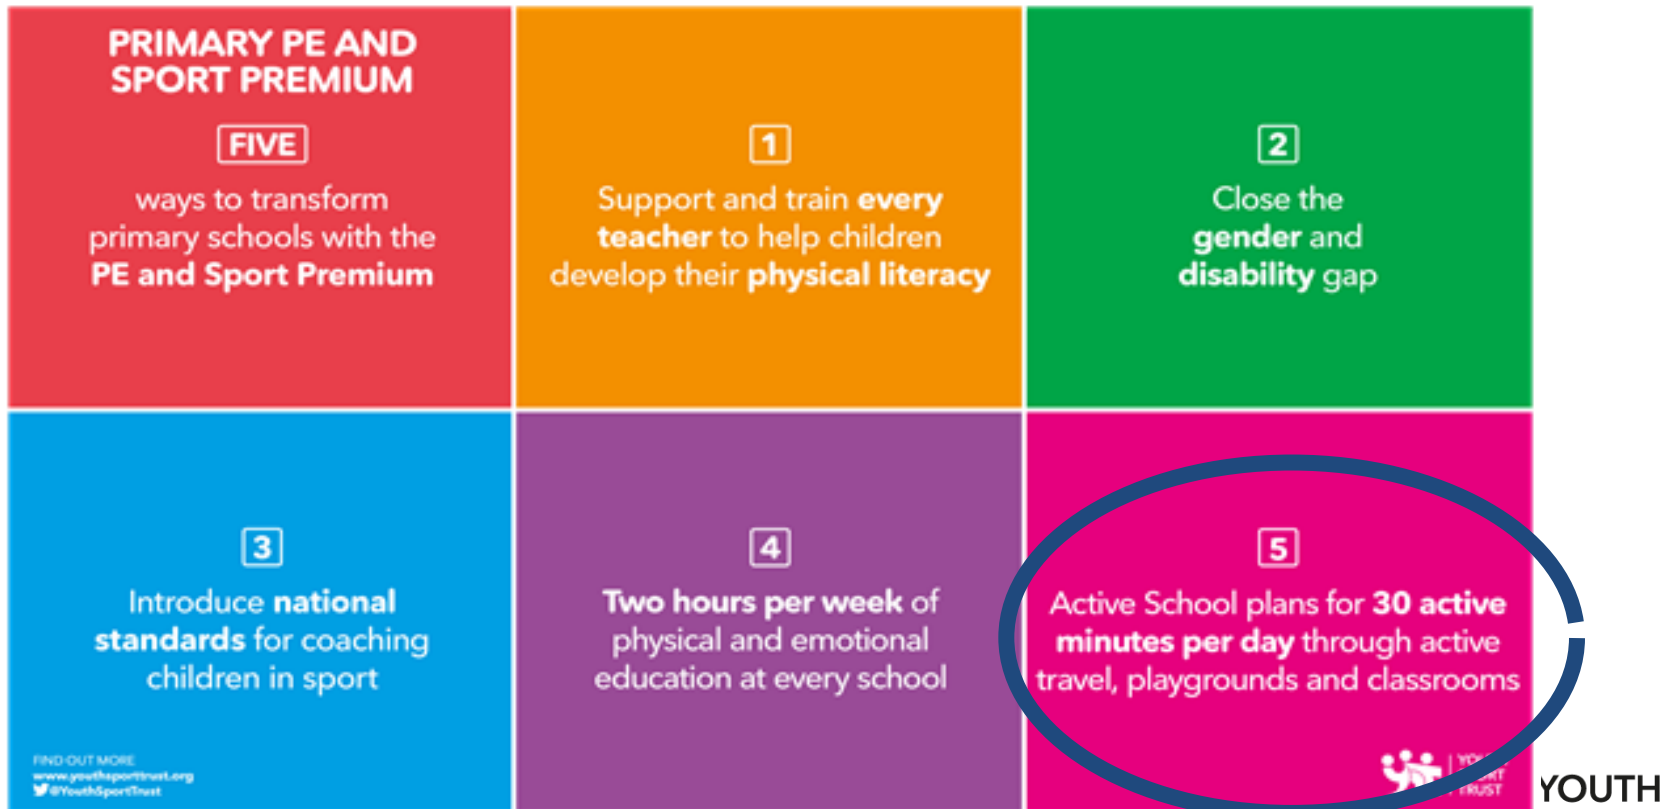 PRIMARY PE AND
SPORT PREMIUM
FIVE
ways to transform
primary schools with the
PE and Sport Premium
1
Support and train every
teacher to help children
develop their physical literacy
2
Close the
gender and
disability gap
3
Introduce national
standards for coaching
children in sport
FIND OUT MORE
www.youthsporttrust.org
@YouthSportTrust
4
Two hours per week of
physical and emotional
education at every school
5
Active School plans for 30 active
minutes per day through active
travel, playgrounds and classrooms
TRUST
YOUTH